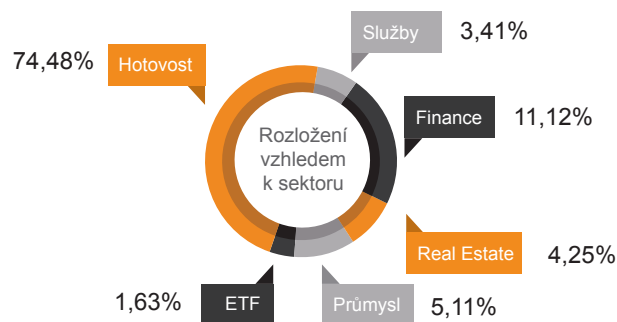 Služby 3,41%
74,48% Hotovost
Finance 11,12%
Rozložení
vzhledem
k sektoru
Real Estate 4,25%
1,63% ETF
Průmysl 5,11%